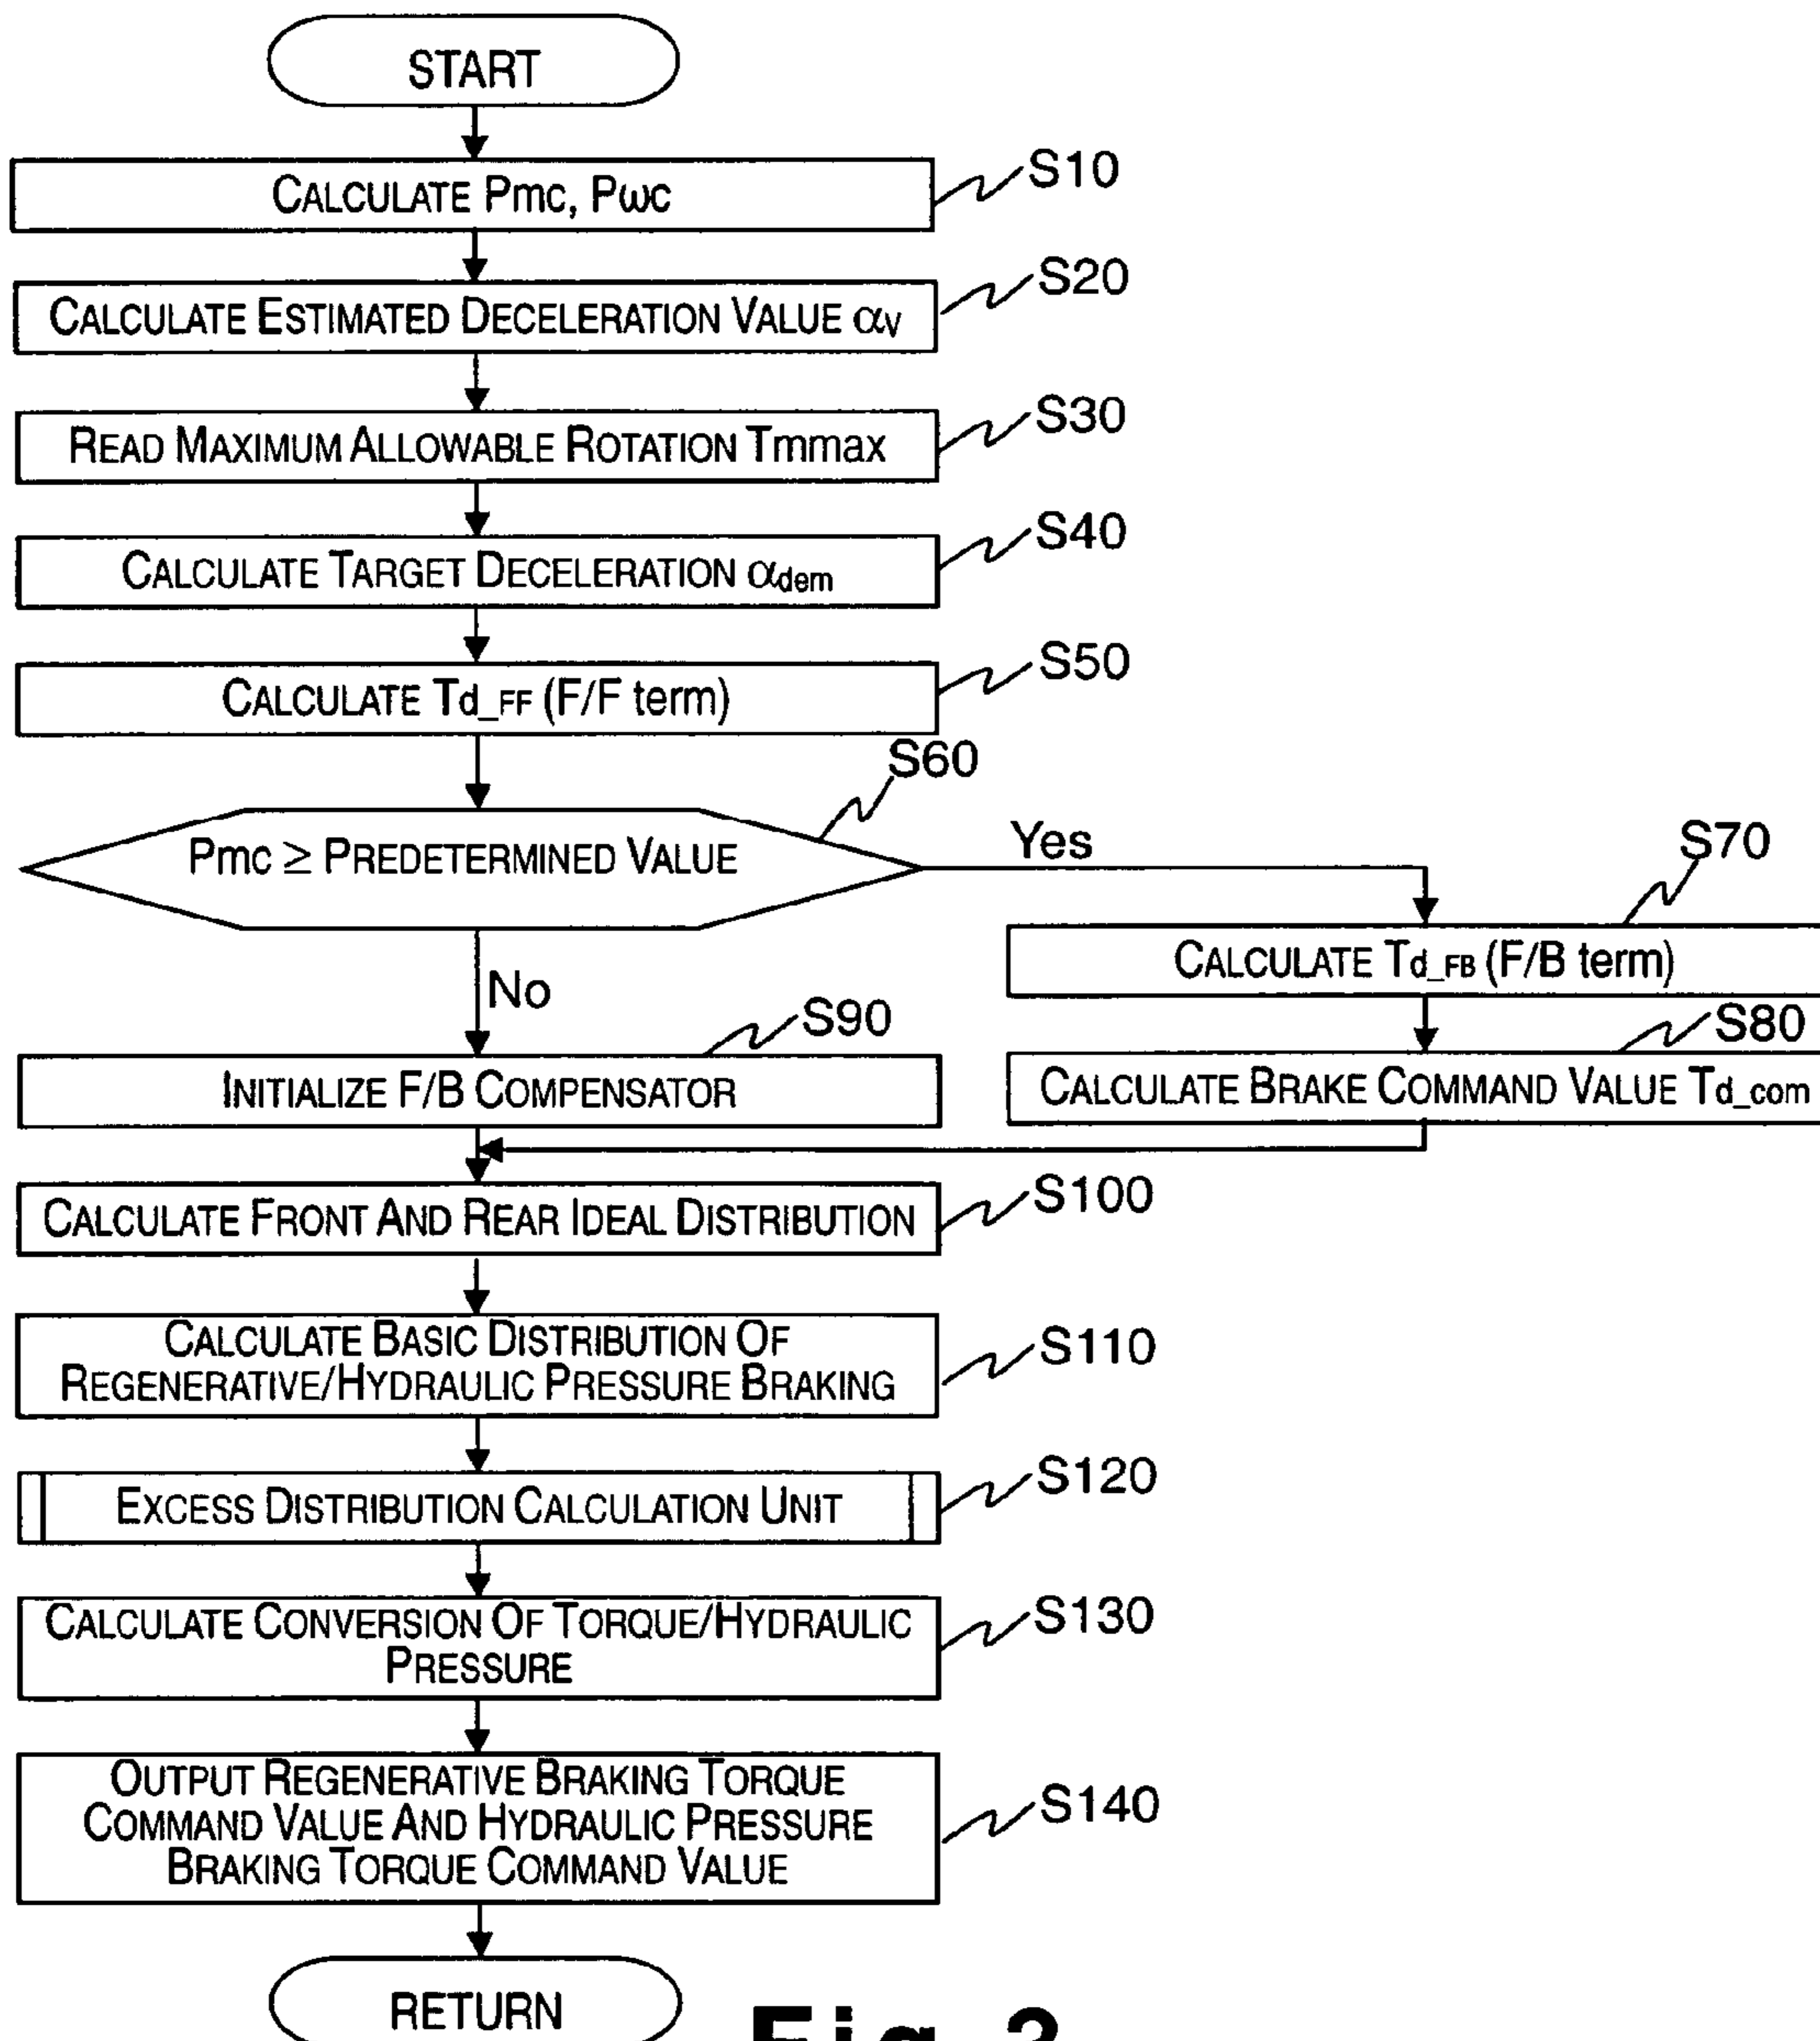 START
S10
CALCULATE Pmc, Pωc
S20
CALCULATE ESTIMATED DECELERATION VALUE αv
S30
READ MAXIMUM ALLOWABLE ROTATION Tmmax
S40
CALCULATE TARGET DECELERATION αdem
S50
CALCULATE Td_FF (F/F term)
S60
Pmc ≥ PREDETERMINED VALUE
Yes
S70
CALCULATE Td_FB (F/B term)
No
S80
CALCULATE BRAKE COMMAND VALUE Td_com
S90
INITIALIZE F/B COMPENSATOR
S100
CALCULATE FRONT AND REAR IDEAL DISTRIBUTION
S110
CALCULATE BASIC DISTRIBUTION OF
REGENERATIVE/HYDRAULIC PRESSURE BRAKING
S120
EXCESS DISTRIBUTION CALCULATION UNIT
S130
CALCULATE CONVERSION OF TORQUE/HYDRAULIC
PRESSURE
S140
OUTPUT REGENERATIVE BRAKING TORQUE
COMMAND VALUE AND HYDRAULIC PRESSURE
BRAKING TORQUE COMMAND VALUE
RETURN